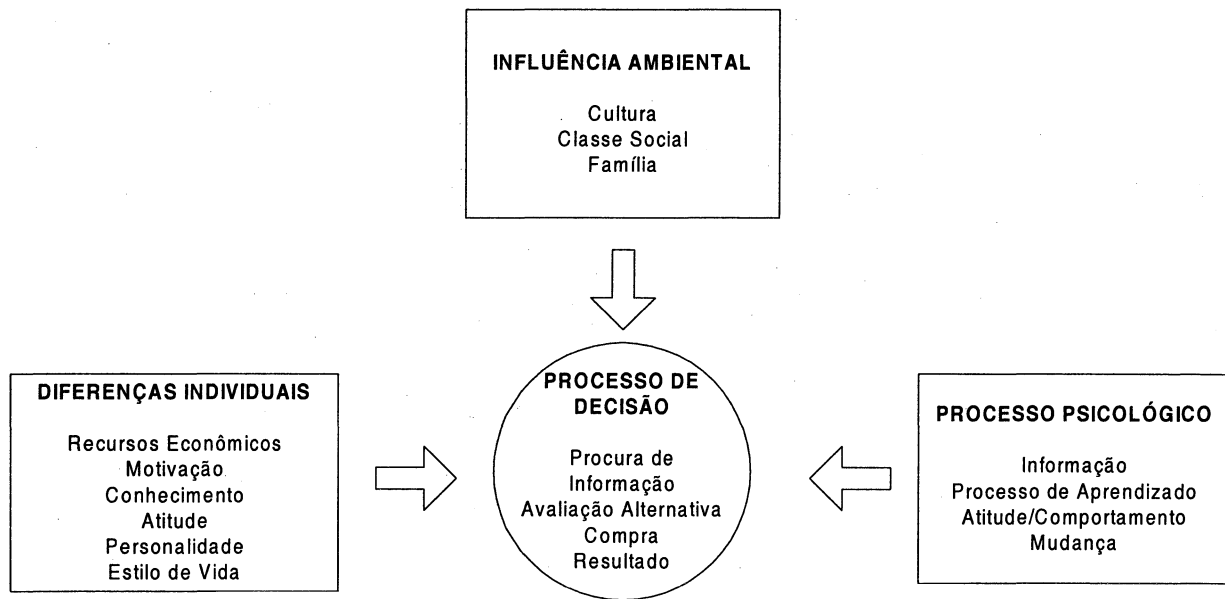 INFLUÊNCIA AMBIENTAL
Cultura
Classe Social
Família
DIFERENÇAS INDIVIDUAIS
Recursos Econômicos
Motivação
Conhecimento
Atitude
Personalidade
Estilo de Vida
PROCESSO DE
DECISÃO
Procura de
Informação
Avaliação Alternativa
Compra
Resultado
PROCESSO PSICOLÓGICO
Informação
Processo de Aprendizado
Atitude/Comportamento
Mudança